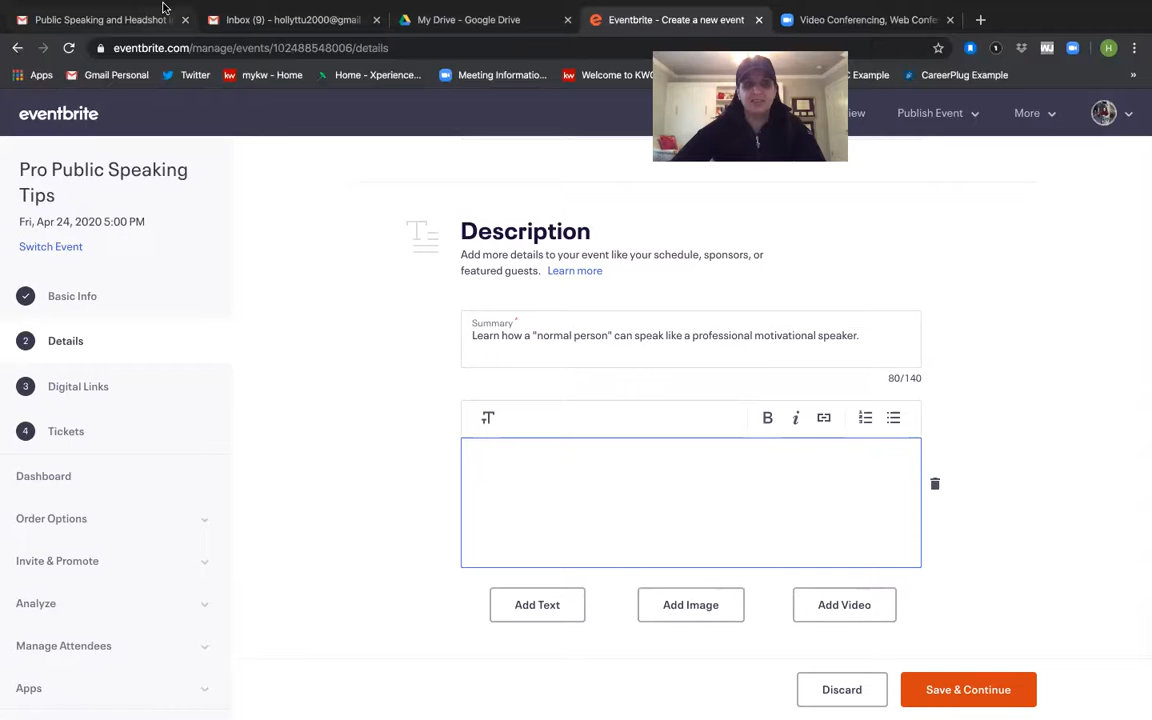 Public Speaking and Headshot
Inbox (9) - hollyttu2000@gmail
My Drive - Google Drive
Eventbrite - Create a new event
Video Conferencing, Web Confe
eventbrite.com/manage/events/102488548006/details
H
Apps
Gmail Personal
Twitter
kw mykw - Home
Home - Xperience...
Meeting Informatio...
kw Welcome to KWC
Example
CareerPlug Example
»
eventbrite
Publish Event
More
Pro Public Speaking
Tips
Fri, Apr 24, 2020 5:00 PM
Switch Event
Basic Info
2 Details
3 Digital Links
4 Tickets
Dashboard
Order Options
Invite & Promote
Analyze
Manage Attendees
Apps
Description
Add more details to your event like your schedule, sponsors, or
featured guests. Learn more
Summary *
Learn how a "normal person" can speak like a professional motivational speaker.
80/140
B i
Add Text
Add Image
Add Video
Discard
Save & Continue